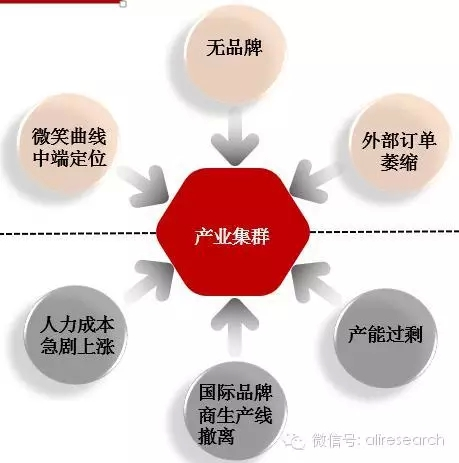 无品牌
微笑曲线
中端定位
外部订单
萎缩
产业集群
人力成本
急剧上涨
产能过剩
国际品牌
商生产线
撤离
微信号: aliresearch